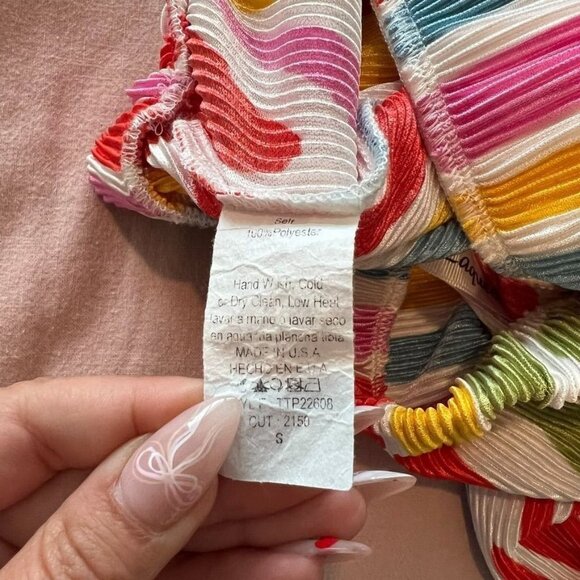 Self
100%Polyester
Hand Wash, Cold
or Dry Clean, Low Heat
lavar a mano o lavar seco
en agua fria plancha tibia
MADE IN U.S.A
HECHO EN E.U.A
TTP22608
CUT : 2150
S